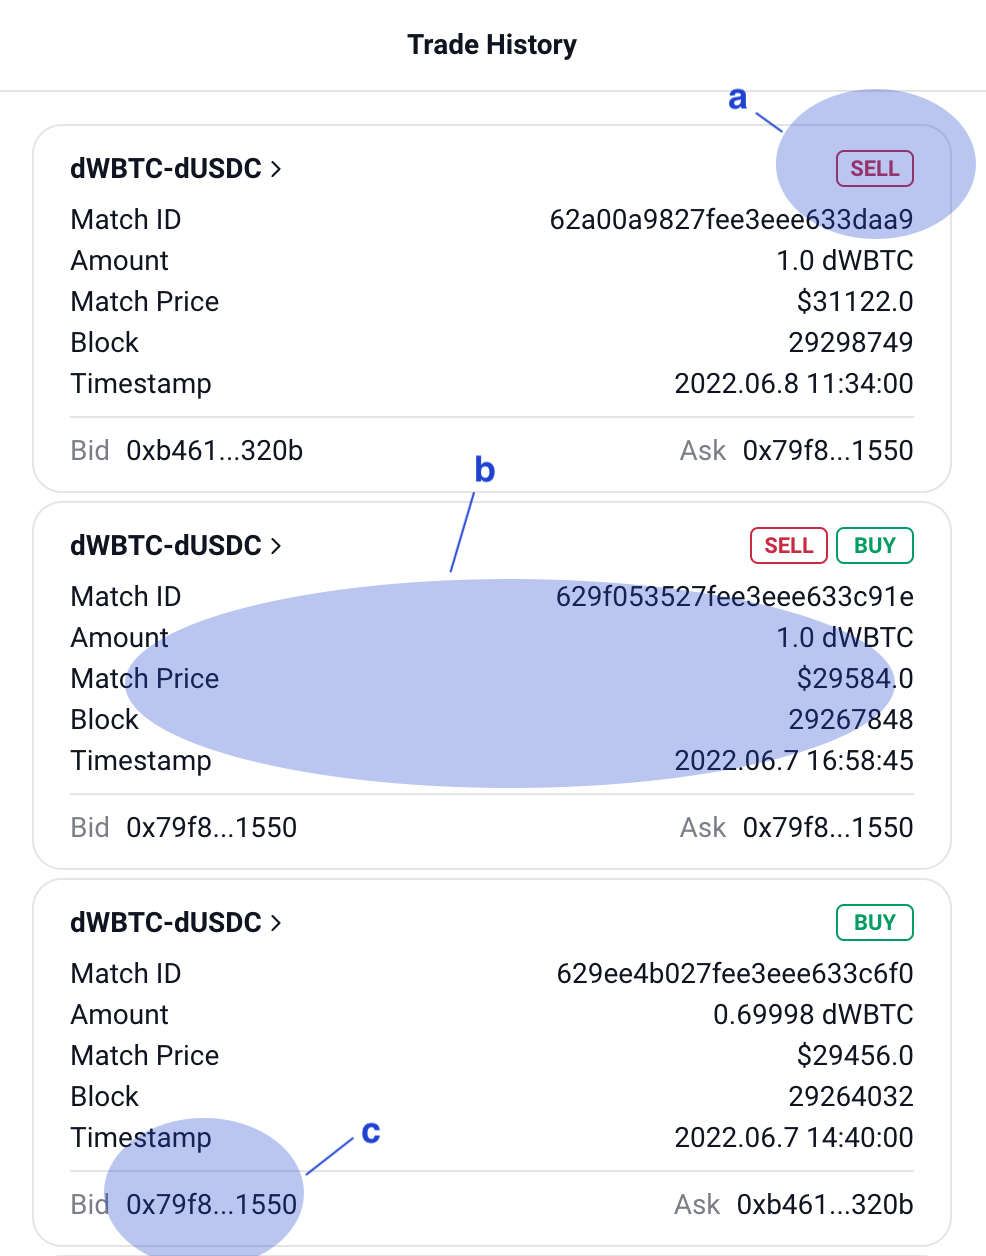 Trade History
a
dWBTC-dUSDC > SELL
Match ID 62a00a9827fee3eee633daa9
Amount 1.0 dWBTC
Match Price $31122.0
Block 29298749
Timestamp 2022.06.8 11:34:00
Bid 0xb461...320b Ask 0x79f8...1550
b
dWBTC-dUSDC > SELL BUY
Match ID 629f053527fee3eee633c91e
Amount 1.0 dWBTC
Match Price $29584.0
Block 29267848
Timestamp 2022.06.7 16:58:45
Bid 0x79f8...1550 Ask 0x79f8...1550
dWBTC-dUSDC > BUY
Match ID 629ee4b027fee3eee633c6f0
Amount 0.69998 dWBTC
Match Price $29456.0
Block 29264032
c
Timestamp 2022.06.7 14:40:00
Bid 0x79f8...1550 Ask 0xb461...320b